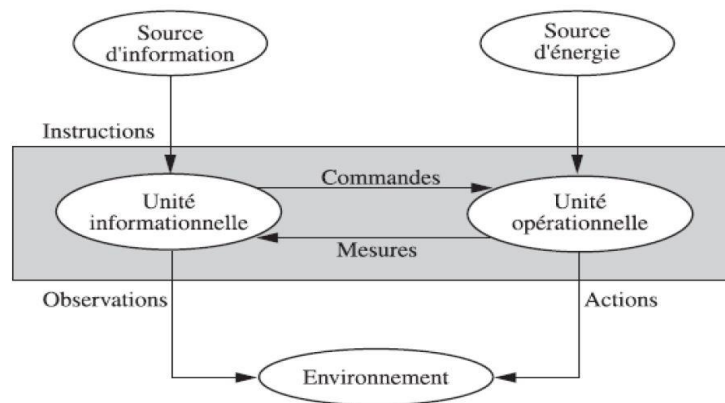 Source
d'information
Source
d'énergie
Instructions
Commandes
Unité
informationnelle
Unité
opérationnelle
Mesures
Observations
Actions
Environnement